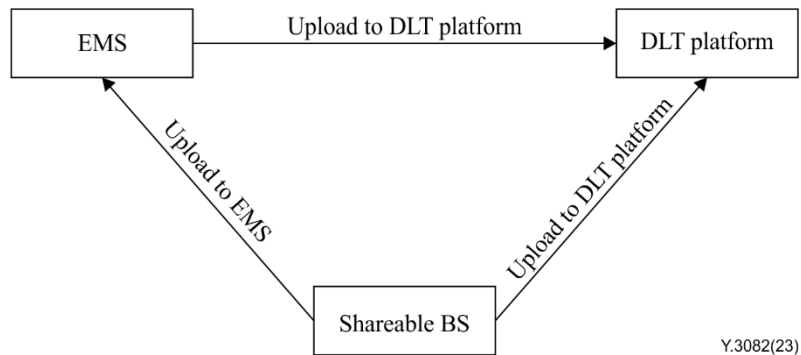 EMS
Upload to DLT platform
DLT platform
Upload to EMS
Upload to DLT platform
Shareable BS
Y.3082(23)